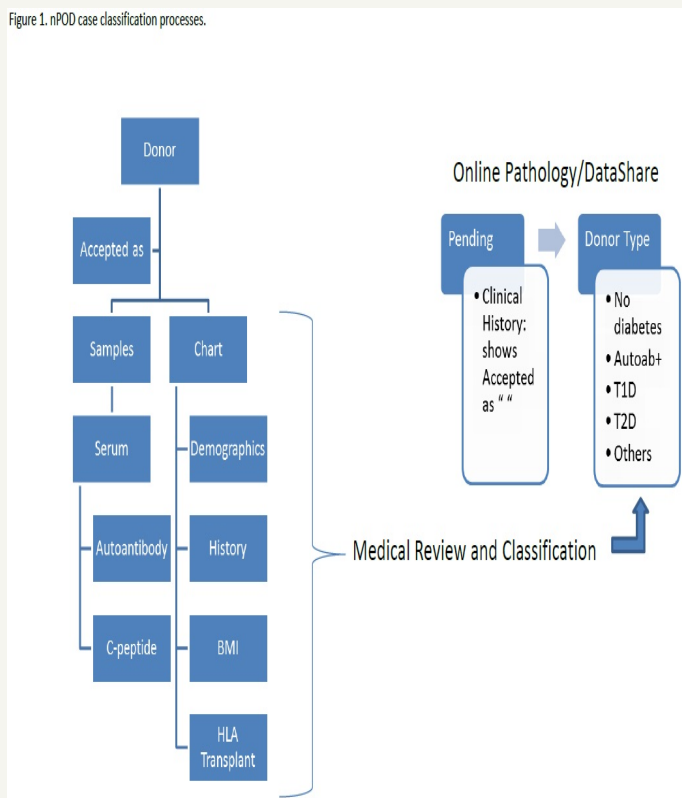 Figure 1. nPOD case classification processes.
Donor
Accepted as
Samples
Chart
Serum
Demographics
Autoantibody
History
C-peptide
BMI
HLA
Transplant
Medical Review and Classification
Online Pathology/DataShare
Pending
• Clinical
History:
shows
Accepted
as “ “
Donor Type
• No
diabetes
• Autoab+
• T1D
• T2D
• Others